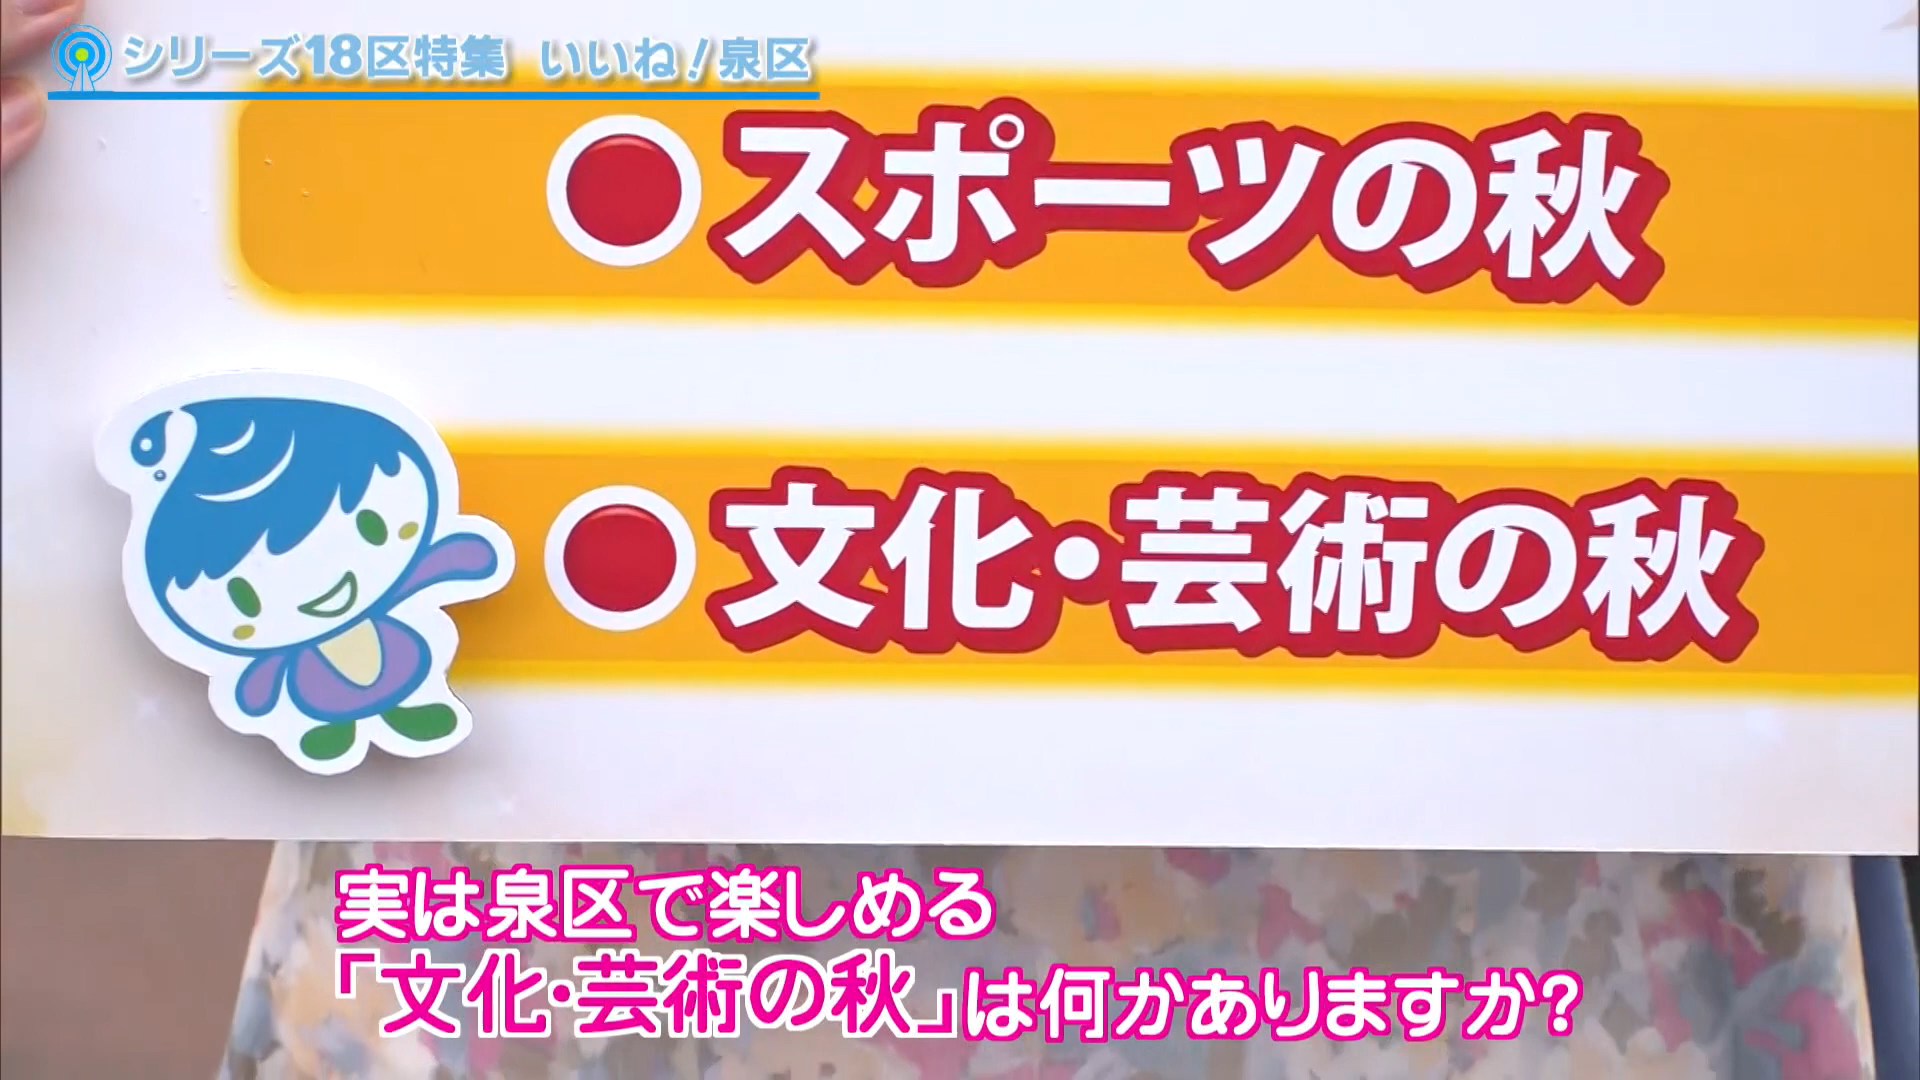 シリーズ18区特集 いいね!泉区
●スポーツの秋
●文化・芸術の秋
実は泉区で楽しめる
「文化・芸術の秋」は何かありますか?